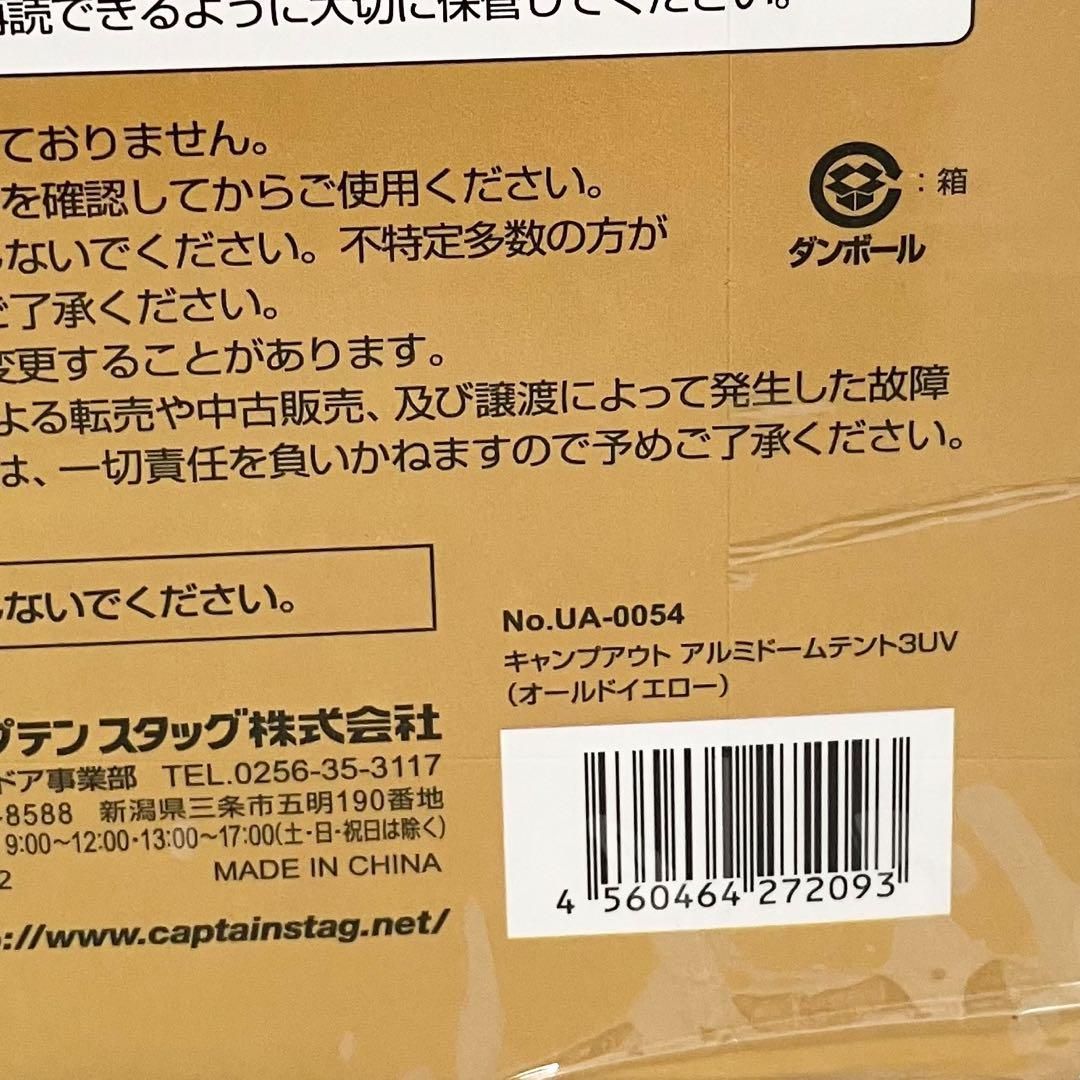 再読できるように大切に保管してください。
ておりません。
を確認してからご使用ください。
しないでください。不特定多数の方が
ご了承ください。
変更することがあります。
よる転売や中古販売、及び譲渡によって発生した故障
は、一切責任を負いかねますので予めご了承ください。
：箱
ダンボール
しないでください。
No.UA-0054
キャンプアウト アルミドームテント3UV
（オールドイエロー）
プテン スタッグ株式会社
ドア事業部 TEL.0256-35-3117
-8588 新潟県三条市五明190番地
9:00～12:00・13:00～17:00(土・日・祝日は除く)
2
MADE IN CHINA
://www.captainstag.net/
4 560464 272093